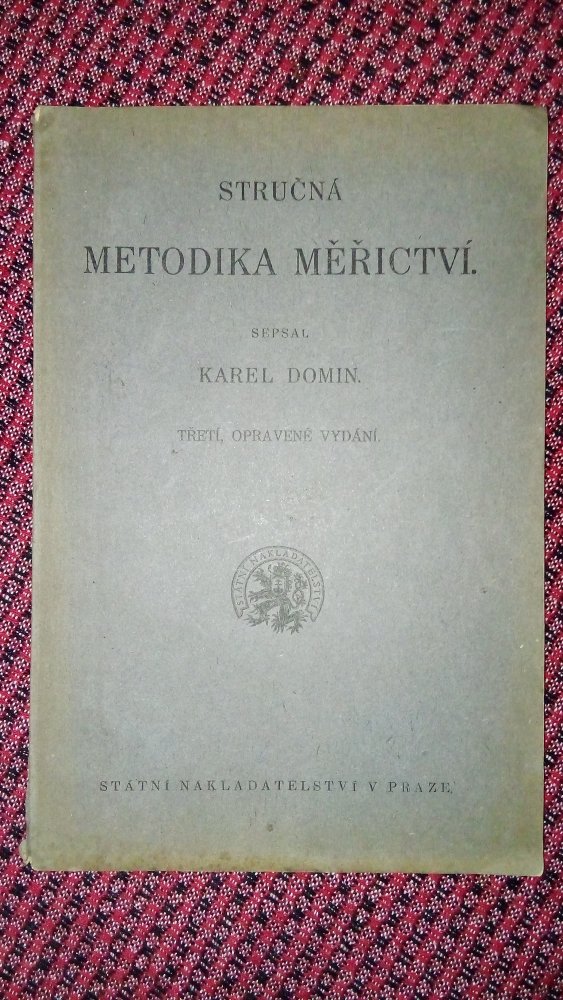 STRUČNÁ
METODIKA MĚŘICTVÍ.
SEPSAL
KAREL DOMIN.
TŘETÍ, OPRAVENÉ VYDÁNÍ.
STÁTNÍ NAKLADATELSTVÍ
STÁTNÍ NAKLADATELSTVÍ V PRAZE.